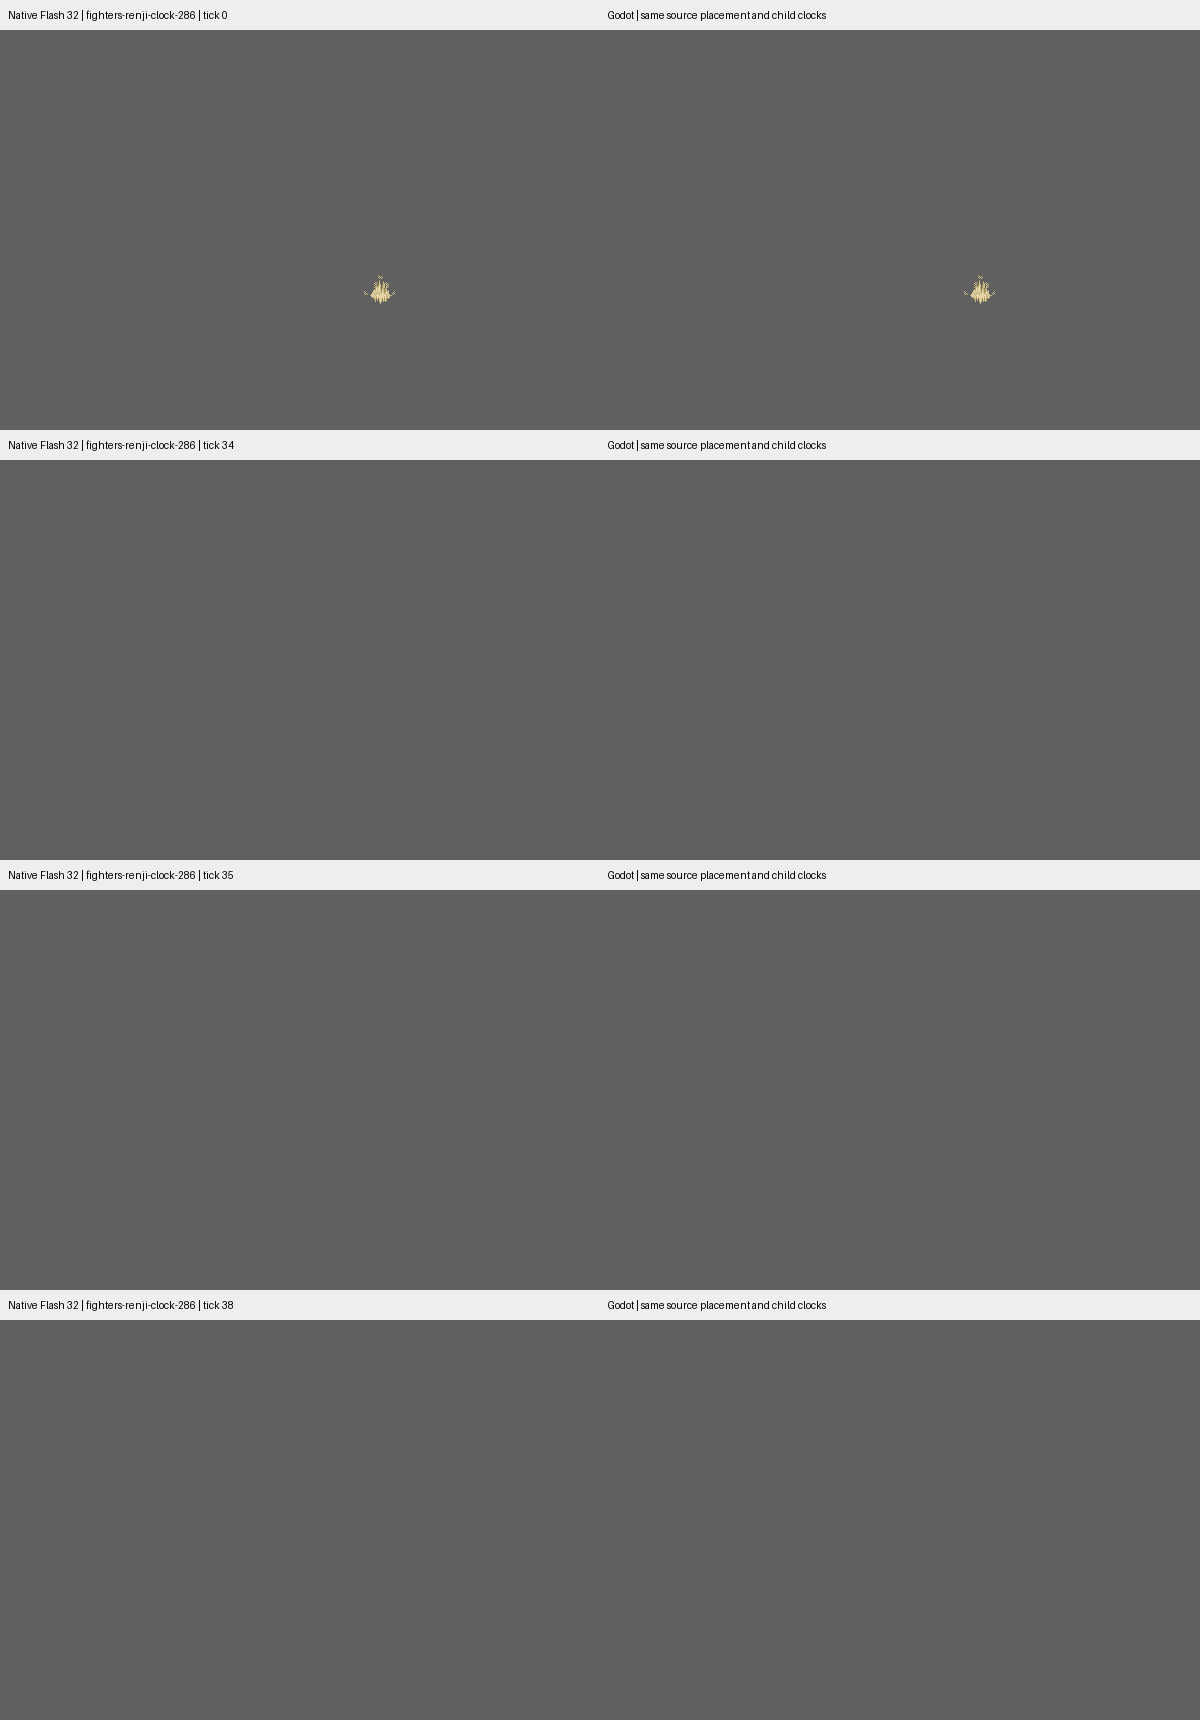 Native Flash 32 | fighters-renji-clock-286 | tick 0
Godot | same source placement and child clocks
Native Flash 32 | fighters-renji-clock-286 | tick 34
Godot | same source placement and child clocks
Native Flash 32 | fighters-renji-clock-286 | tick 35
Godot | same source placement and child clocks
Native Flash 32 | fighters-renji-clock-286 | tick 38
Godot | same source placement and child clocks